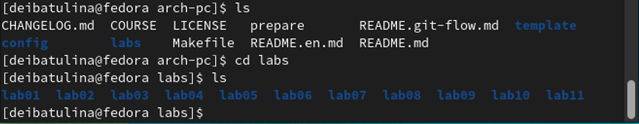 [deibatulina@fedora arch-pc]$ ls
CHANGELOG.md  COURSE  LICENSE   prepare       README.git-flow.md  template
config        labs    Makefile  README.en.md  README.md
[deibatulina@fedora arch-pc]$ cd labs
[deibatulina@fedora labs]$ ls
lab01  lab02  lab03  lab04  lab05  lab06  lab07  lab08  lab09  lab10  lab11
[deibatulina@fedora labs]$